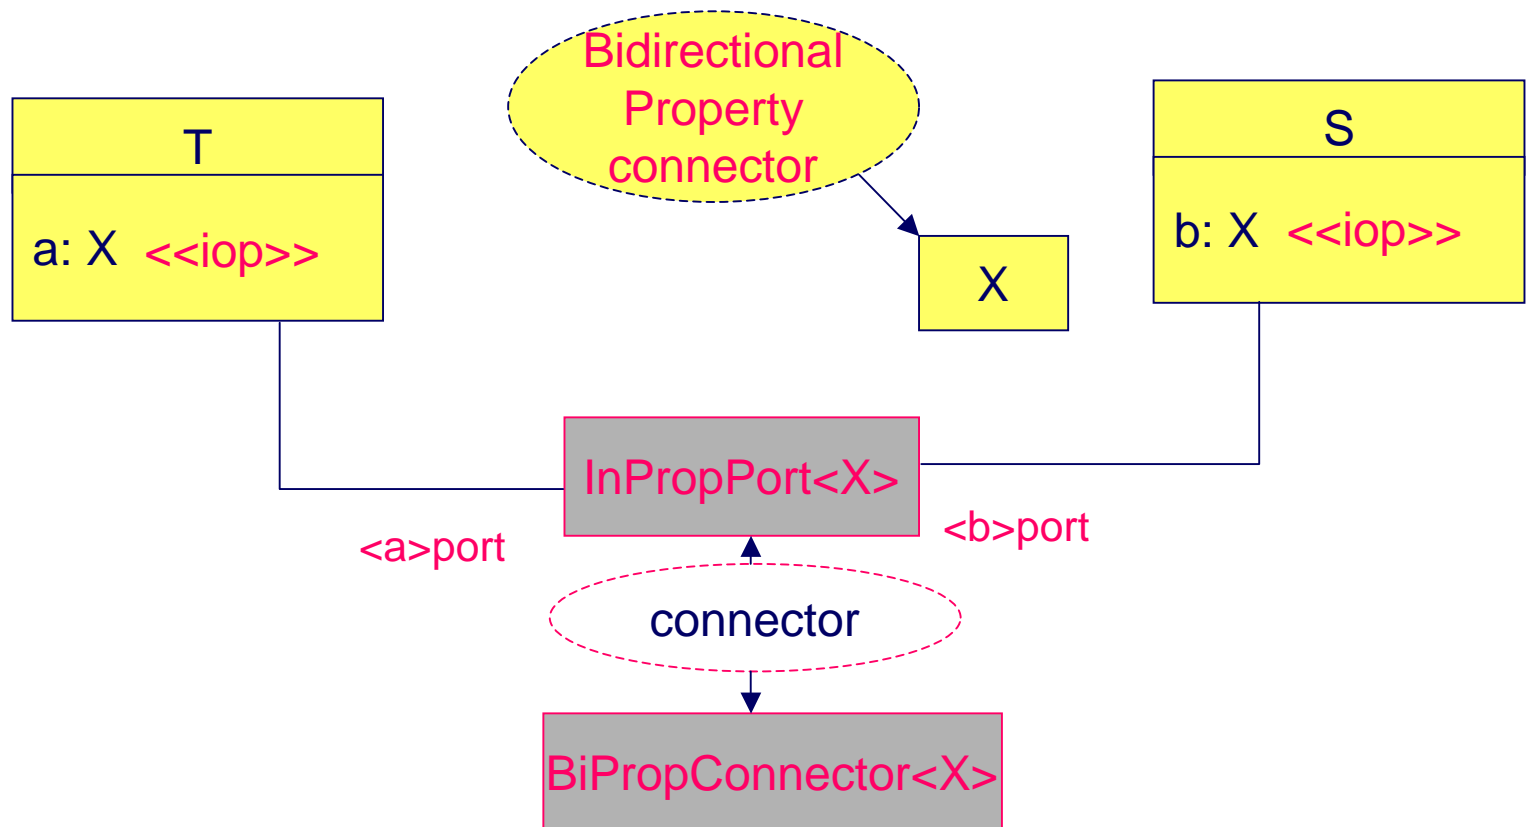 Bidirectional
Property
connector
T
a: X <<iop>>
S
b: X <<iop>>
X
InPropPort<X>
<a>port
<b>port
connector
BiPropConnector<X>